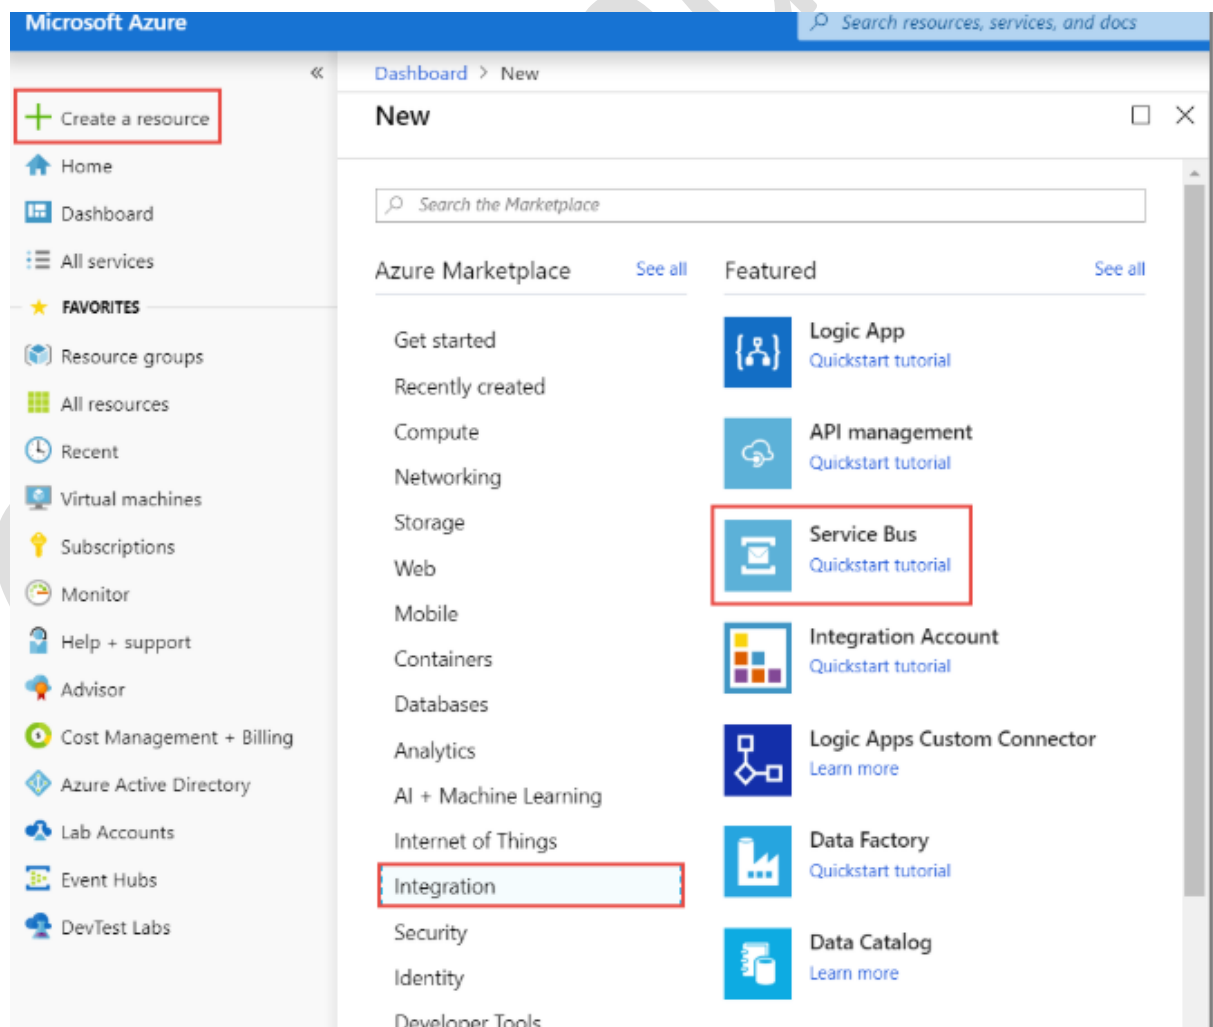 Microsoft Azure
Search resources, services, and docs
«
Create a resource
Home
Dashboard
All services
FAVORITES
Resource groups
All resources
Recent
Virtual machines
Subscriptions
Monitor
Help + support
Advisor
Cost Management + Billing
Azure Active Directory
Lab Accounts
Event Hubs
DevTest Labs
Dashboard > New
New
Search the Marketplace
Azure Marketplace See all
Get started
Recently created
Compute
Networking
Storage
Web
Mobile
Containers
Databases
Analytics
AI + Machine Learning
Internet of Things
Integration
Security
Identity
Developer Tools
Featured See all
Logic App
Quickstart tutorial
API management
Quickstart tutorial
Service Bus
Quickstart tutorial
Integration Account
Quickstart tutorial
Logic Apps Custom Connector
Learn more
Data Factory
Quickstart tutorial
Data Catalog
Learn more